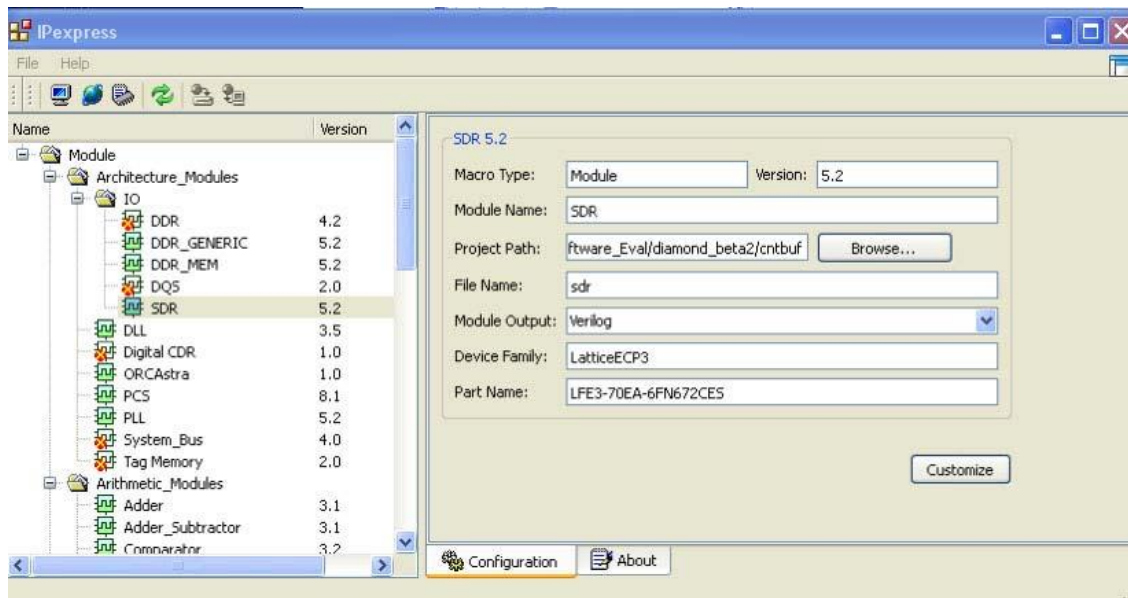 IPexpress
File Help
Name Version
Module
Architecture_Modules
IO
DDR 4.2
DDR_GENERIC 5.2
DDR_MEM 5.2
DQS 2.0
SDR 5.2
DLL 3.5
Digital CDR 1.0
ORCAstra 1.0
PCS 8.1
PLL 5.2
System_Bus 4.0
Tag Memory 2.0
Arithmetic_Modules
Adder 3.1
Adder_Subtractor 3.1
Comparator 3.2
SDR 5.2
Macro Type: Module Version: 5.2
Module Name: SDR
Project Path: ftware_Eval/diamond_beta2/cntbuf Browse...
File Name: sdr
Module Output: Verilog
Device Family: LatticeECP3
Part Name: LFE3-70EA-6FN672CES
Customize
Configuration About